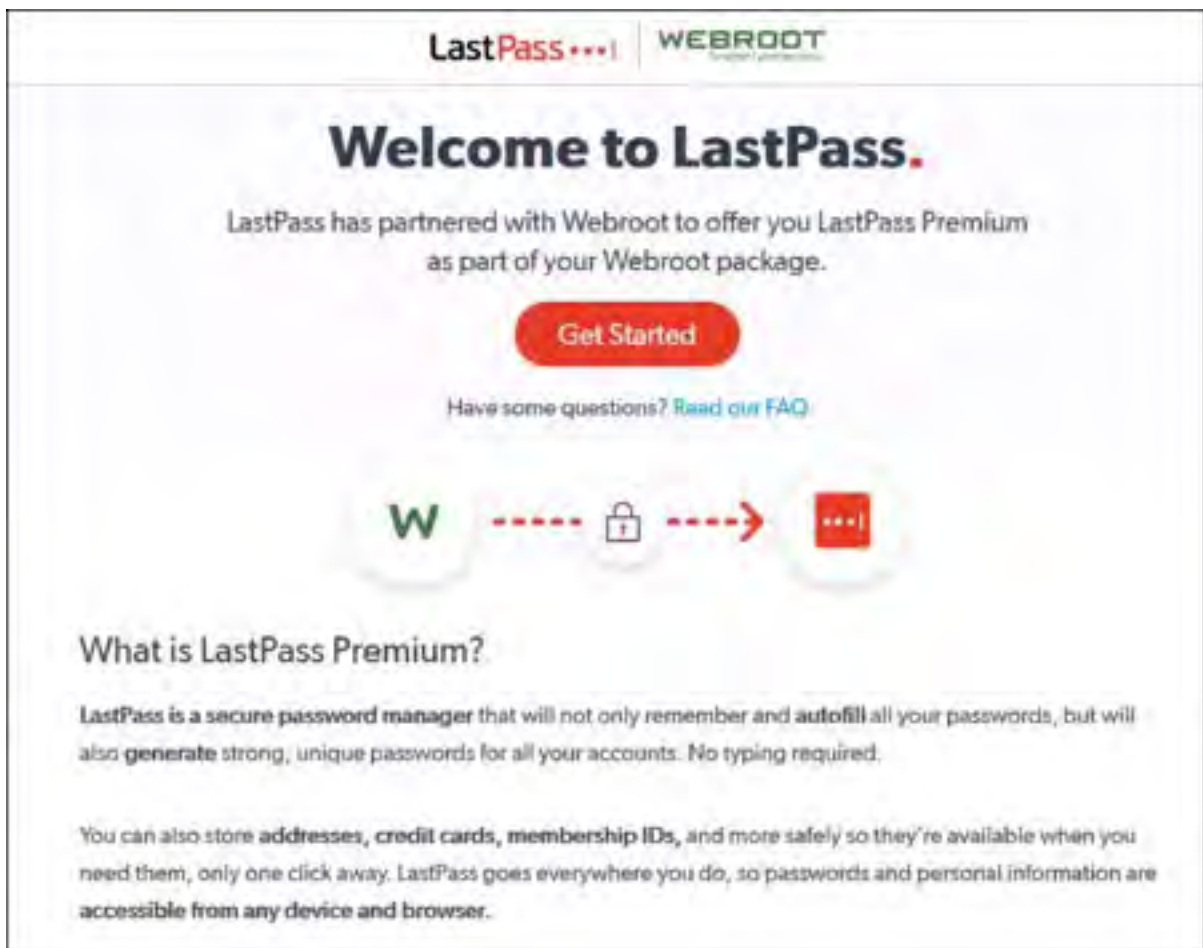 LastPass •••|
WEBROOT
Welcome to LastPass.
LastPass has partnered with Webroot to offer you LastPass Premium
as part of your Webroot package.
Get Started
Have some questions? Read our FAQ
W
What is LastPass Premium?
LastPass is a secure password manager that will not only remember and autofill all your passwords, but will
also generate strong, unique passwords for all your accounts. No typing required.
You can also store addresses, credit cards, membership IDs, and more safely so they're available when you
need them, only one click away. LastPass goes everywhere you do, so passwords and personal information are
accessible from any device and browser.